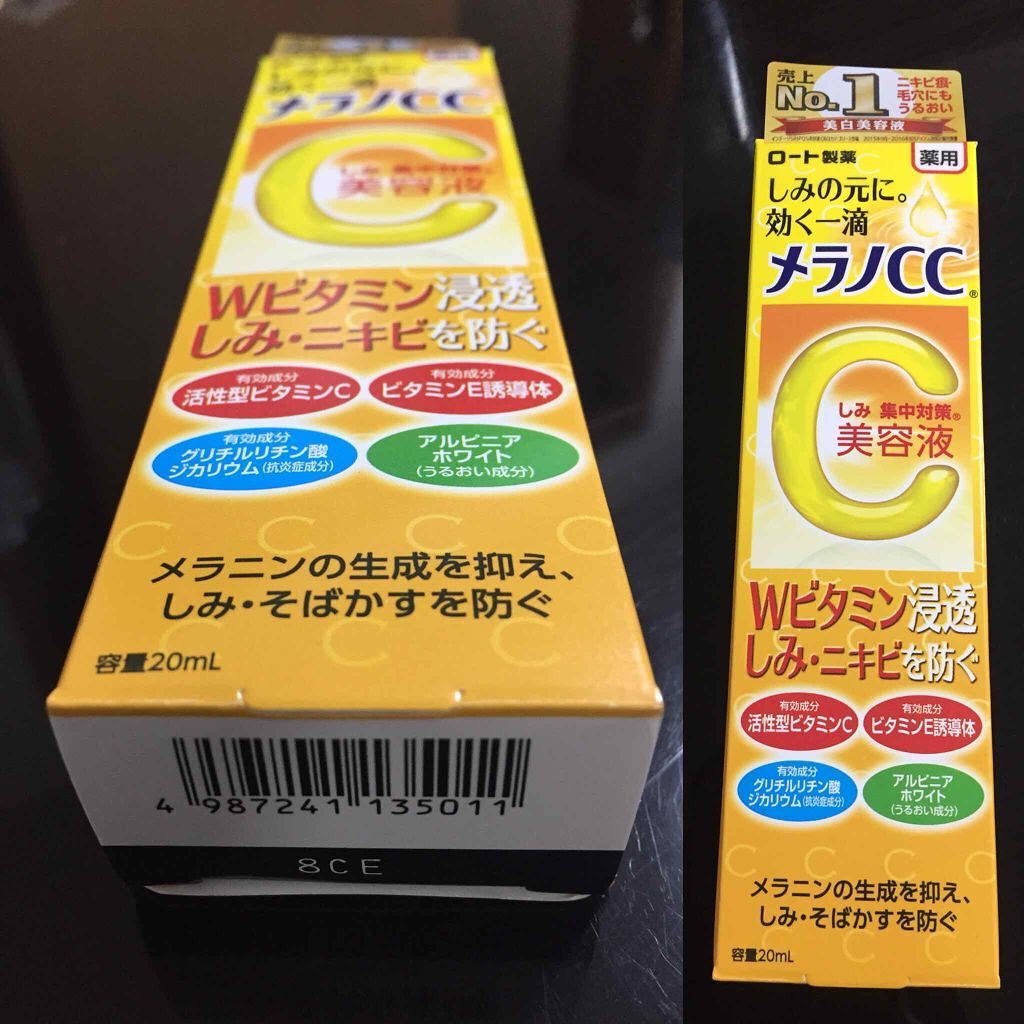 しみの元に。
効く一滴
薬用
メラノCC
しみ 集中対策®
美容液
Wビタミン浸透
しみ・ニキビを防ぐ
有効成分
活性型ビタミンC
有効成分
ビタミンE誘導体
有効成分
グリチルリチン酸
ジカリウム(抗炎症成分)
アルピニア
ホワイト
(うるおい成分)
メラニンの生成を抑え、
しみ・そばかすを防ぐ
容量20mL
4 987241 135011
8CE
売上
No.1
ニキビ痕・
毛穴にも
うるおい
美白美容液
ロート製薬
薬用
しみの元に。
効く一滴
メラノCC®
しみ 集中対策®
美容液
Wビタミン浸透
しみ・ニキビを防ぐ
有効成分
活性型ビタミンC
有効成分
ビタミンE誘導体
有効成分
グリチルリチン酸
ジカリウム(抗炎症成分)
アルピニア
ホワイト
(うるおい成分)
メラニンの生成を抑え、
しみ・そばかすを防ぐ
容量20mL